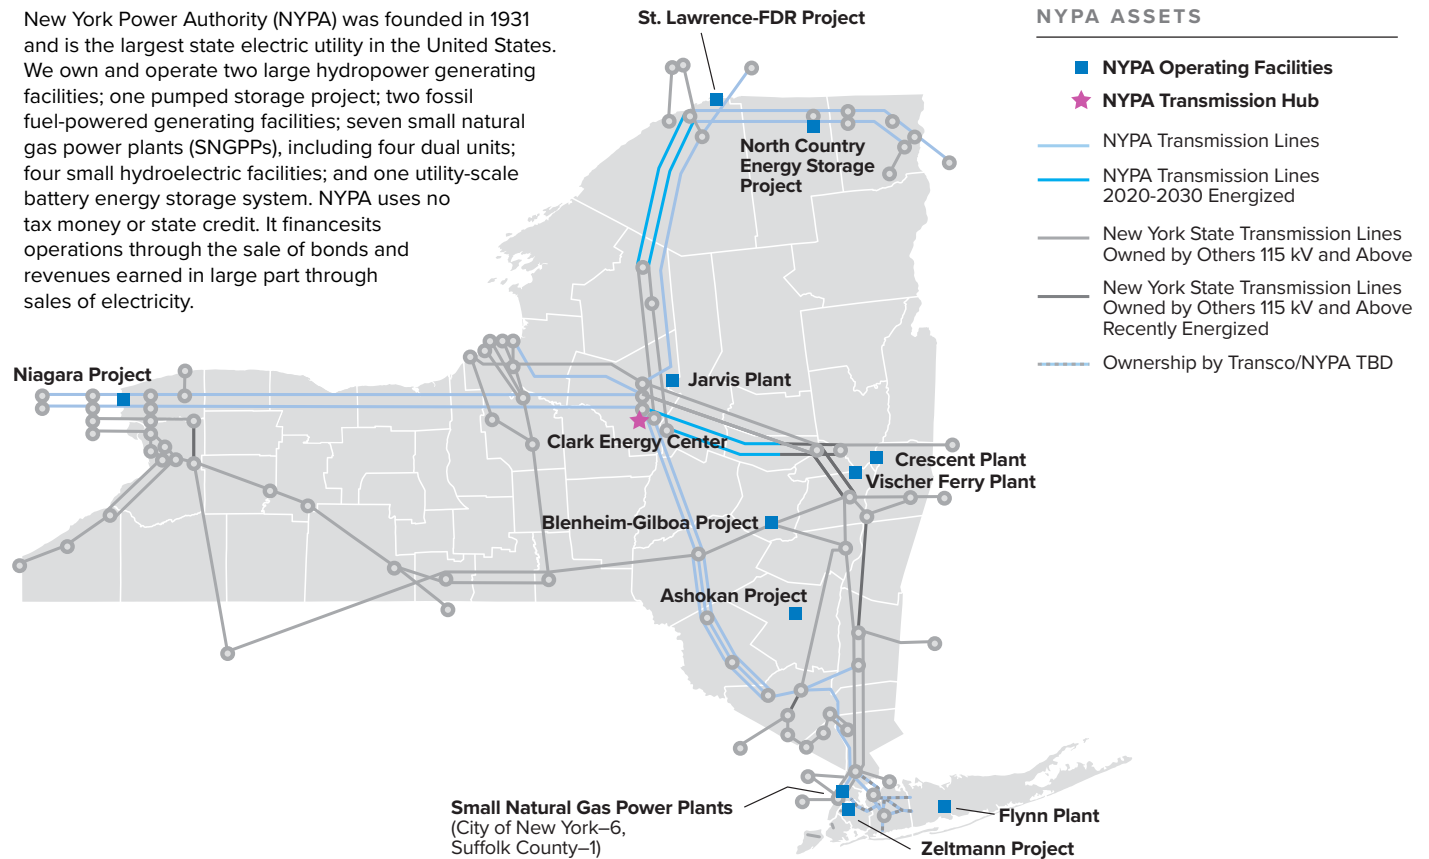 New York Power Authority (NYPA) was founded in 1931
and is the largest state electric utility in the United States.
We own and operate two large hydropower generating
facilities; one pumped storage project; two fossil
fuel-powered generating facilities; seven small natural
gas power plants (SNGPPs), including four dual units;
four small hydroelectric facilities; and one utility-scale
battery energy storage system. NYPA uses no
tax money or state credit. It financesits
operations through the sale of bonds and
revenues earned in large part through
sales of electricity.
St. Lawrence-FDR Project
North Country
Energy Storage
Project
Niagara Project
Jarvis Plant
Clark Energy Center
Crescent Plant
Vischer Ferry Plant
Blenheim-Gilboa Project
Ashokan Project
Small Natural Gas Power Plants
(City of New York–6,
Suffolk County–1)
Flynn Plant
Zeltmann Project
NYPA ASSETS
NYPA Operating Facilities
NYPA Transmission Hub
NYPA Transmission Lines
NYPA Transmission Lines
2020-2030 Energized
New York State Transmission Lines
Owned by Others 115 kV and Above
New York State Transmission Lines
Owned by Others 115 kV and Above
Recently Energized
Ownership by Transco/NYPA TBD